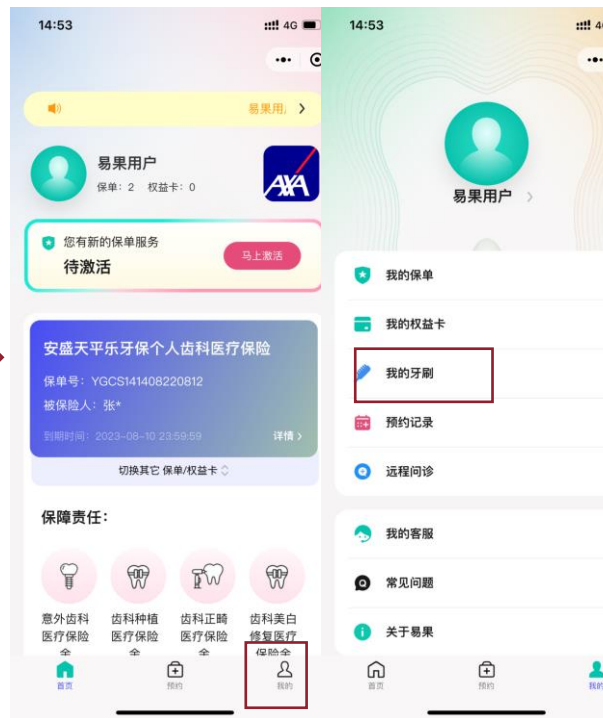 14:53
4G
易果用
易果用户
保单：2 权益卡：0
AXA
您有新的保单服务
待激活
马上激活
安盛天平乐牙保个人齿科医疗保险
保单号：YGCS141408220812
被保险人：张*
到期时间：2023-08-10 23:59:59
详情
切换其它 保单/权益卡
保障责任：
意外齿科
医疗保险
金
齿科种植
医疗保险
金
齿科正畸
医疗保险
金
齿科美白
修复医疗
保险金
首页
预约
我的
14:53
易果用户
我的保单
我的权益卡
我的牙刷
预约记录
远程问诊
我的客服
常见问题
关于易果
首页
预约
我的